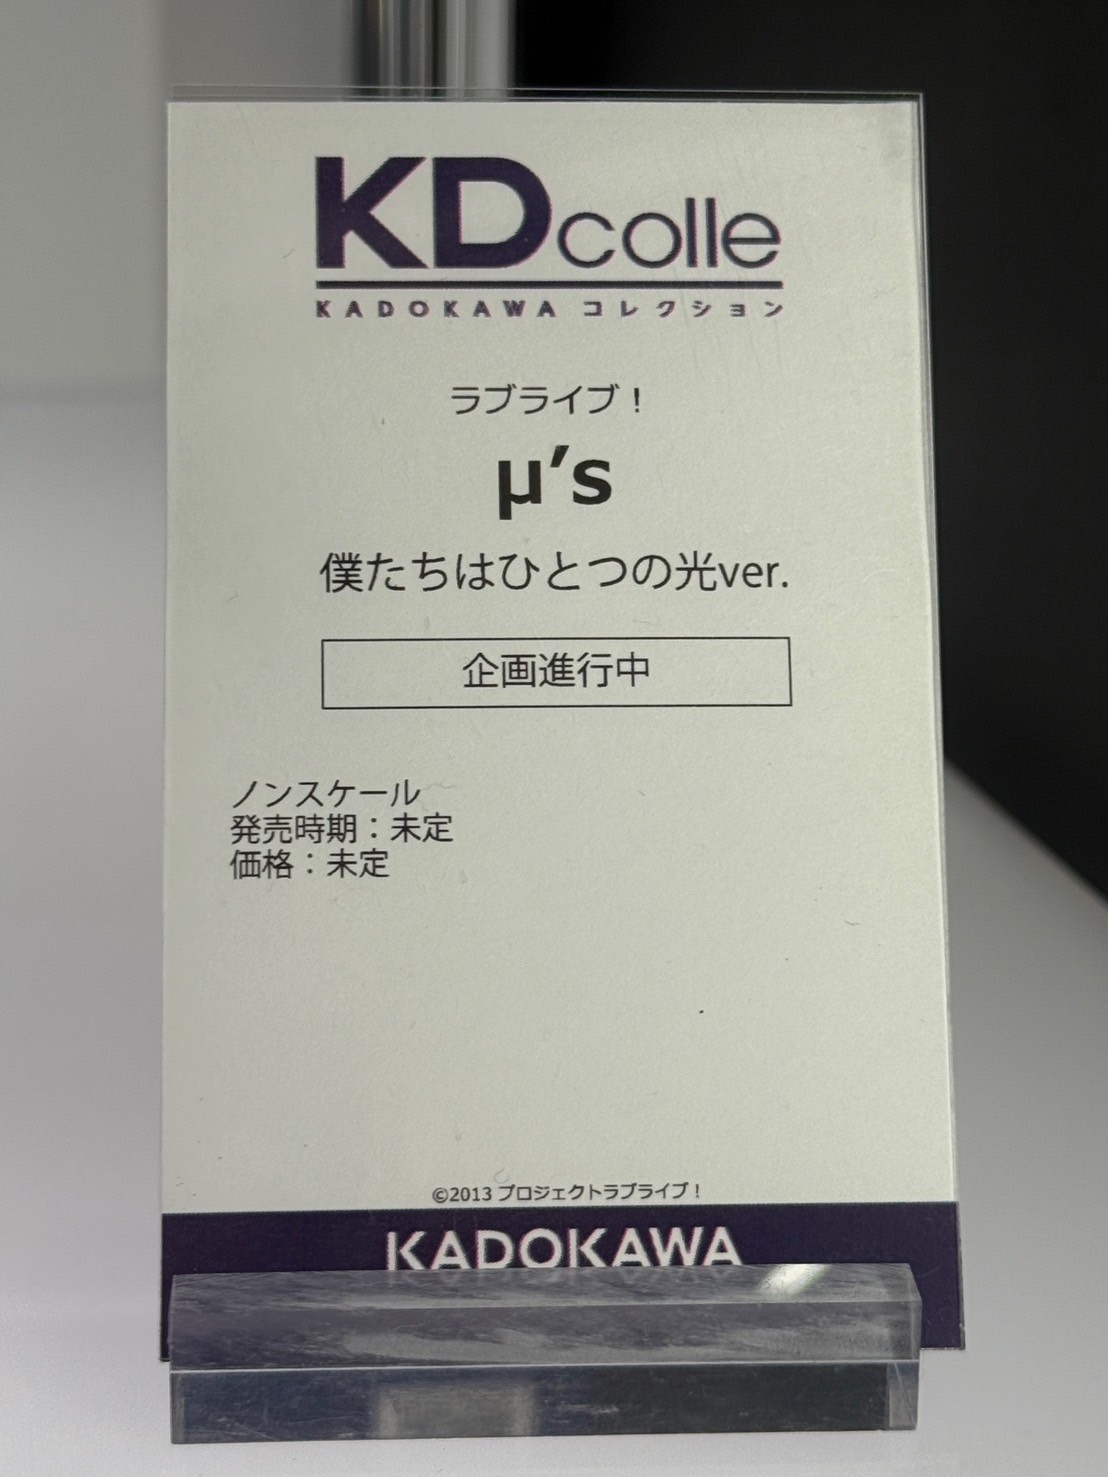 KDcolle
KADOKAWA コレクション
ラブライブ！
μ's
僕たちはひとつの光ver.
企画進行中
ノンスケール
発売時期：未定
価格：未定
©2013 プロジェクトラブライブ！
KADOKAWA